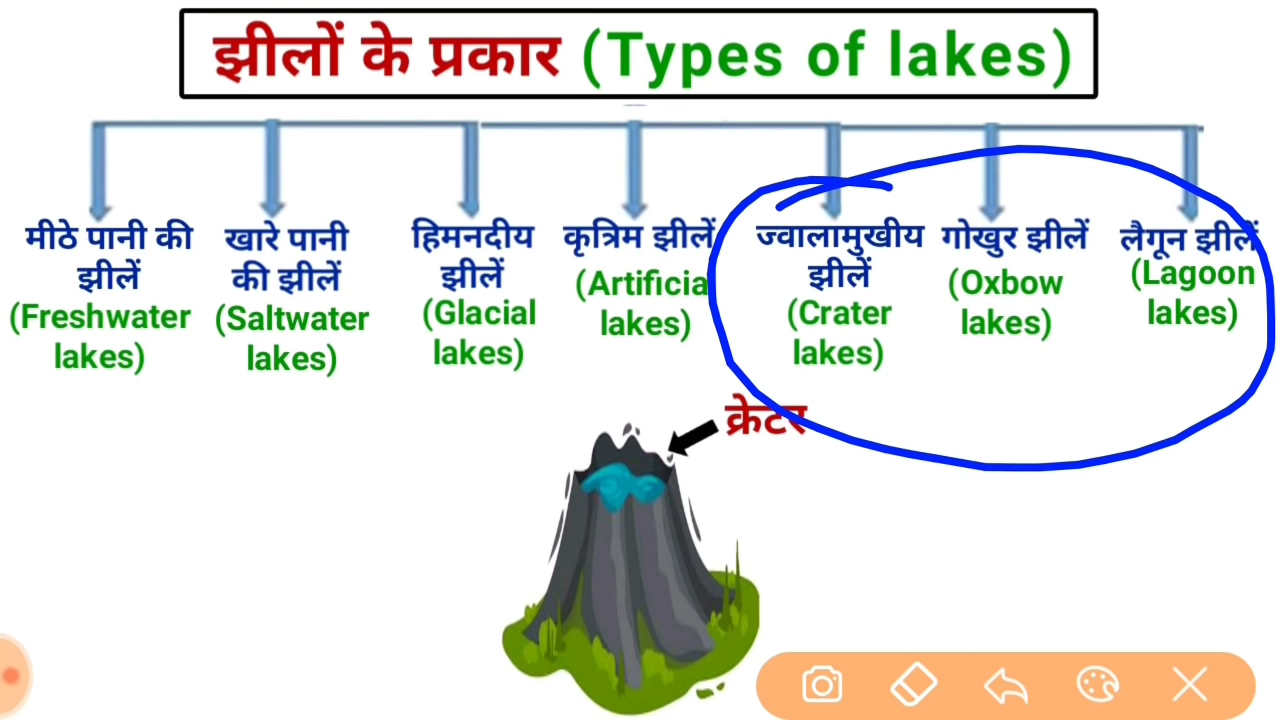 झीलों के प्रकार (Types of lakes)
मीठे पानी की
झीलें
(Freshwater
lakes)
खारे पानी
की झीलें
(Saltwater
lakes)
हिमनदीय
झीलें
(Glacial
lakes)
कृत्रिम झीलें
(Artificia
lakes)
ज्वालामुखीय
झीलें
(Crater
lakes)
गोखुर झीलें
(Oxbow
lakes)
लैगून झीलें
(Lagoon
lakes)
क्रेटर